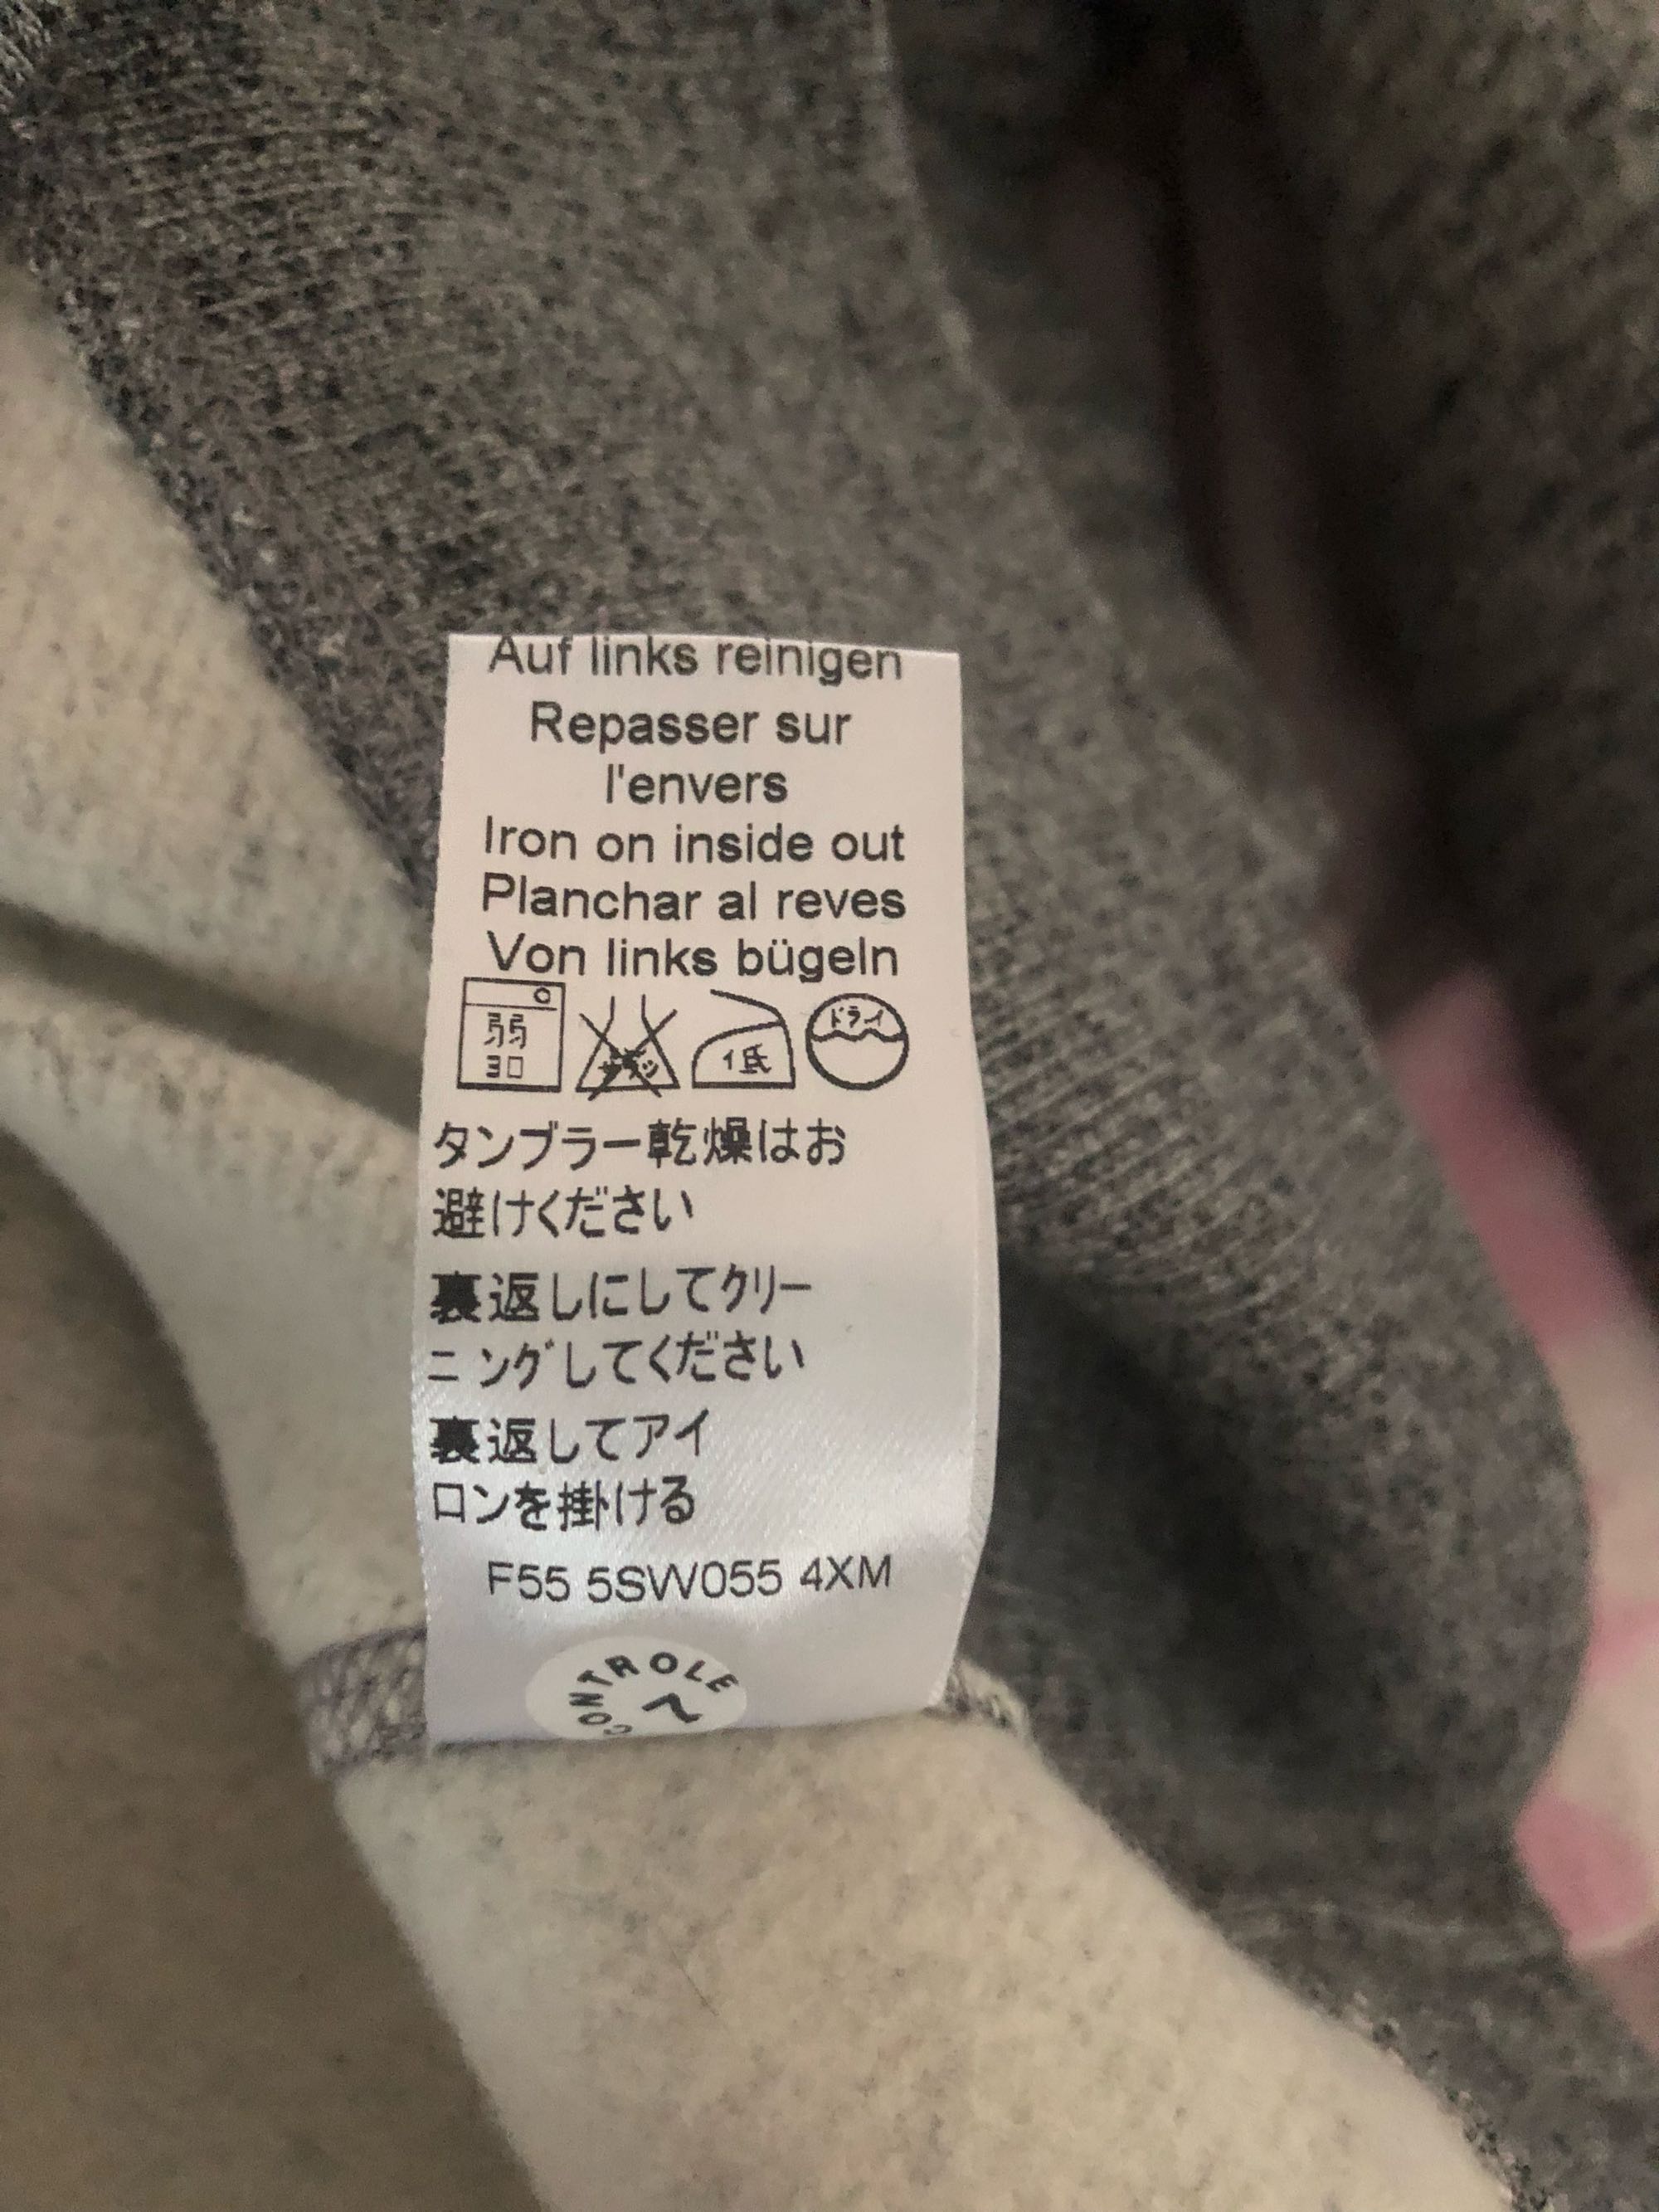 Auf links reinigen
Repasser sur
l'envers
Iron on inside out
Planchar al reves
Von links bügeln
弱
30
低
ドライ
タンブラー乾燥はお
避けください
裏返しにしてクリー
ニングしてください
裏返してアイ
ロンを掛ける
F55 5SW055 4XM
CONTROLE